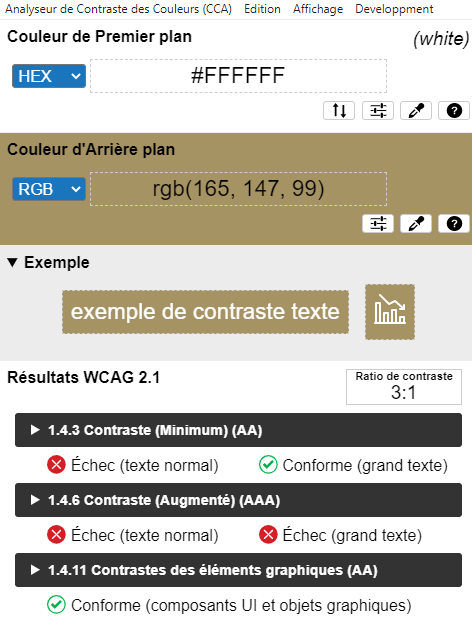 Analyseur de Contraste des Couleurs (CCA) Edition Affichage Developpment
Couleur de Premier plan (white)
HEX #FFFFFF
Couleur d'Arrière plan
RGB rgb(165, 147, 99)
▼ Exemple
exemple de contraste texte
Résultats WCAG 2.1 Ratio de contraste
3:1
▶ 1.4.3 Contraste (Minimum) (AA)
Échec (texte normal) Conforme (grand texte)
▶ 1.4.6 Contraste (Augmenté) (AAA)
Échec (texte normal) Échec (grand texte)
▶ 1.4.11 Contrastes des éléments graphiques (AA)
Conforme (composants UI et objets graphiques)